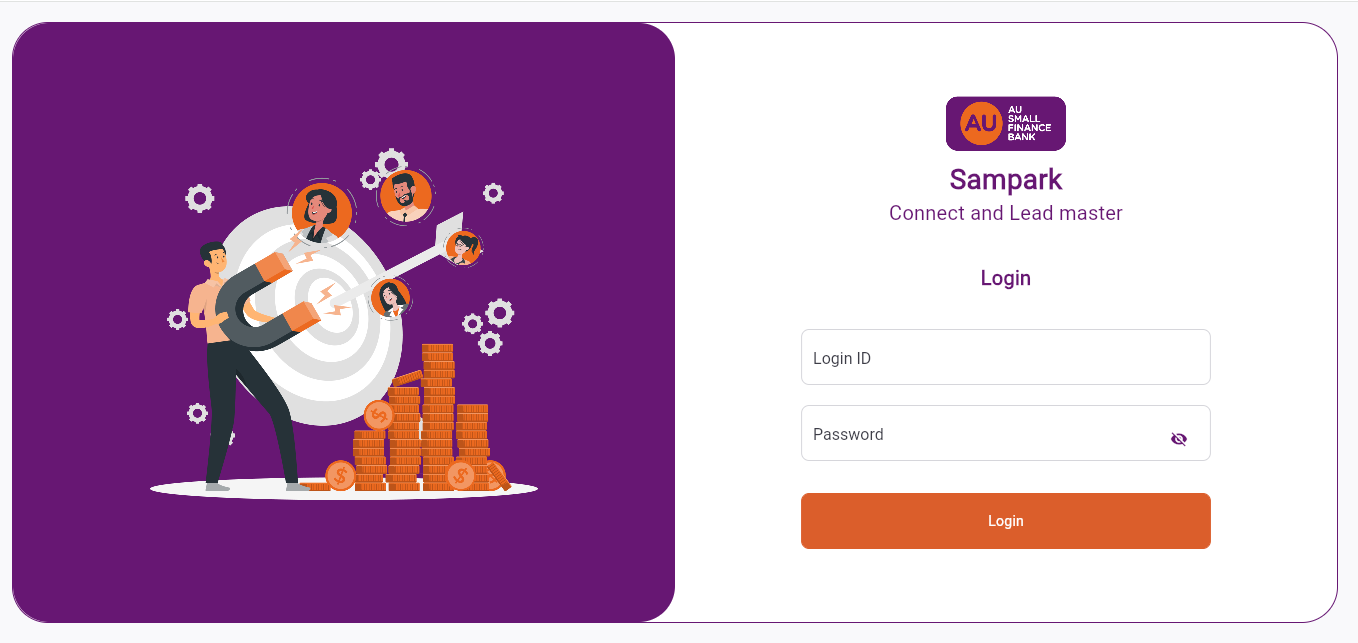 AU
AU
SMALL
FINANCE
BANK
Sampark
Connect and Lead master
Login
Login ID
Password
Login